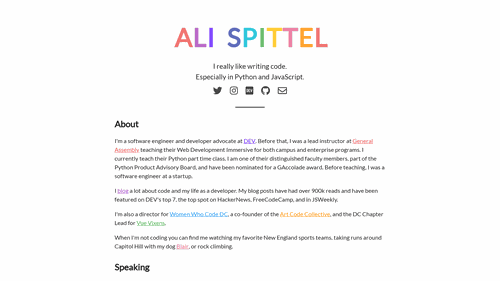 ALI SPITTEL
I really like writing code.
Especially in Python and JavaScript.
DEV
About
I'm a software engineer and developer advocate at DEV. Before that, I was a lead instructor at General
Assembly teaching their Web Development Immersive for both campus and enterprise programs. I
currently teach their Python part time class. I am one of their distinguished faculty members, part of the
Python Product Advisory Board, and have been nominated for a GAccolade award. Before teaching, I was a
software engineer at a startup.
I blog a lot about code and my life as a developer. My blog posts have had over 900k reads and have been
featured on DEV's top 7, the top spot on HackerNews, FreeCodeCamp, and in JSWeekly.
I'm also a director for Women Who Code DC, a co-founder of the Art Code Collective, and the DC Chapter
Lead for Vue Vixens.
When I'm not coding you can find me watching my favorite New England sports teams, taking runs around
Capitol Hill with my dog Blair, or rock climbing.
Speaking